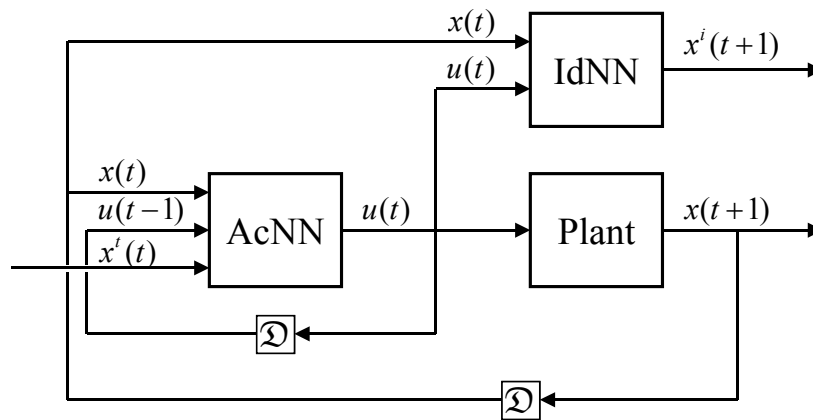 x(t)
u(t)
IdNN
x^i(t+1)
x(t)
u(t−1)
x^t(t)
AcNN
u(t)
Plant
x(t+1)
𝔇
𝔇